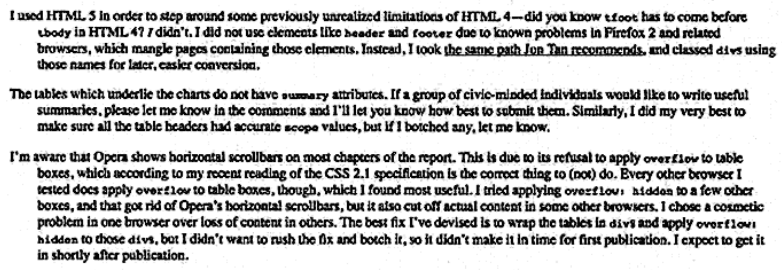 I used HTML 5 in order to step around some previously unrealized limitations of HTML 4—did you know tfoot has to come before
tbody in HTML 4? I didn't. I did not use elements like header and footer due to known problems in Firefox 2 and related
browsers, which mangle pages containing those elements. Instead, I took the same path Jon Tan recommends, and classed divs using
those names for later, easier conversion.
The tables which underlie the charts do not have summary attributes. If a group of civic-minded individuals would like to write useful
summaries, please let me know in the comments and I'll let you know how best to submit them. Similarly, I did my very best to
make sure all the table headers had accurate scope values, but if I botched any, let me know.
I'm aware that Opera shows horizontal scrollbars on most chapters of the report. This is due to its refusal to apply overflow to table
boxes, which according to my recent reading of the CSS 2.1 specification is the correct thing to (not) do. Every other browser I
tested does apply overflow to table boxes, though, which I found most useful. I tried applying overflow: hidden to a few other
boxes, and that got rid of Opera's horizontal scrollbars, but it also cut off actual content in some other browsers. I chose a cosmetic
problem in one browser over loss of content in others. The best fix I've devised is to wrap the tables in divs and apply overflow:
hidden to those divs, but I didn't want to rush the fix and botch it, so it didn't make it in time for first publication. I expect to get it
in shortly after publication.